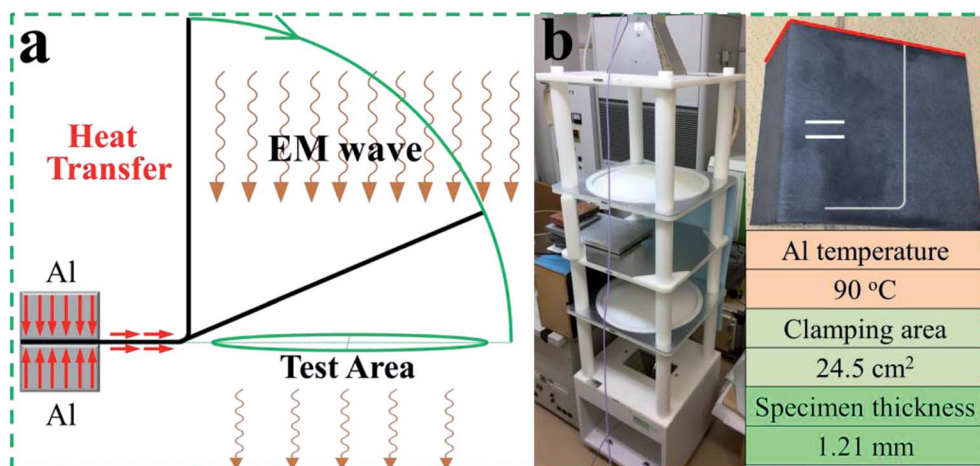 a
Heat
Transfer
EM wave
Al
Al
Test Area
b
Al temperature
90 °C
Clamping area
24.5 cm²
Specimen thickness
1.21 mm